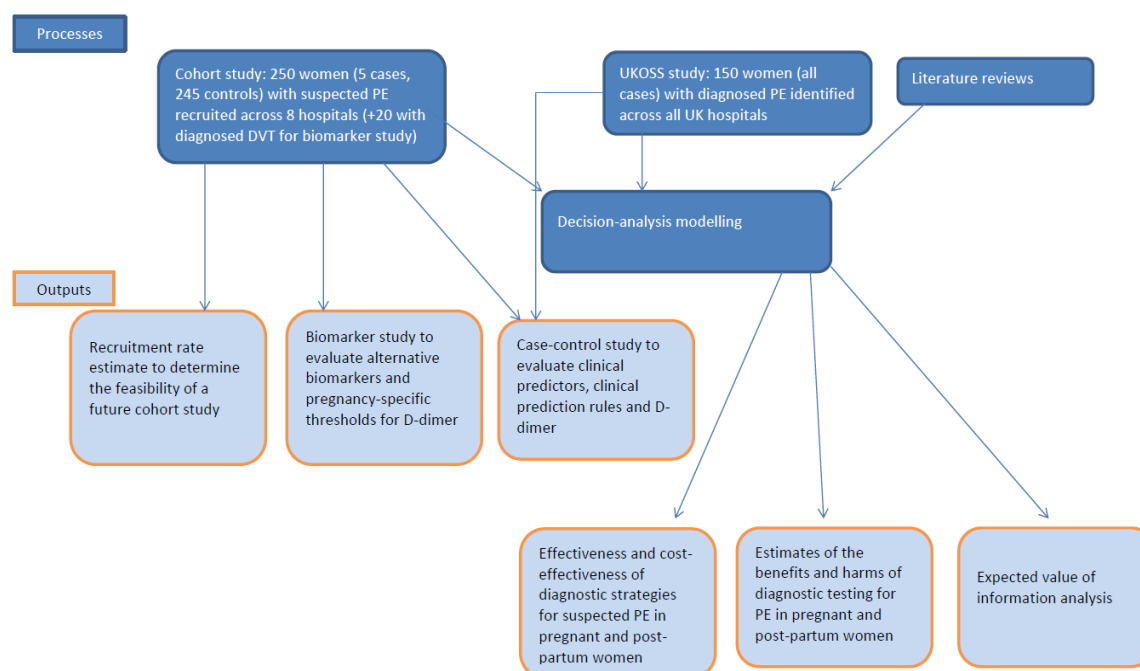 Processes
Cohort study: 250 women (5 cases,
245 controls) with suspected PE
recruited across 8 hospitals (+20 with
diagnosed DVT for biomarker study)
UKOSS study: 150 women (all
cases) with diagnosed PE identified
across all UK hospitals
Literature reviews
Decision-analysis modelling
Outputs
Recruitment rate
estimate to determine
the feasibility of a
future cohort study
Biomarker study to
evaluate alternative
biomarkers and
pregnancy-specific
thresholds for D-dimer
Case-control study to
evaluate clinical
predictors, clinical
prediction rules and D-
dimer
Effectiveness and cost-
effectiveness of
diagnostic strategies
for suspected PE in
pregnant and post-
partum women
Estimates of the
benefits and harms of
diagnostic testing for
PE in pregnant and
post-partum women
Expected value of
information analysis